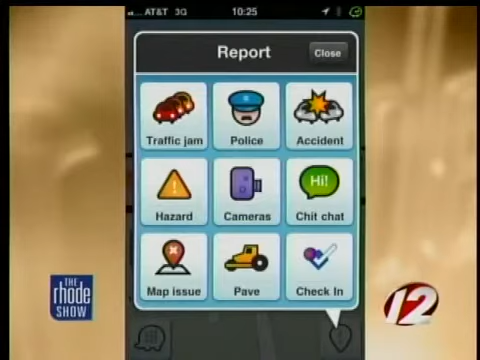 AT&T 3G 10:25
Report Close
Traffic jam Police Accident
Hi!
Hazard Cameras Chit chat
Map issue Pave Check In
THE
rhode
SHOW
12